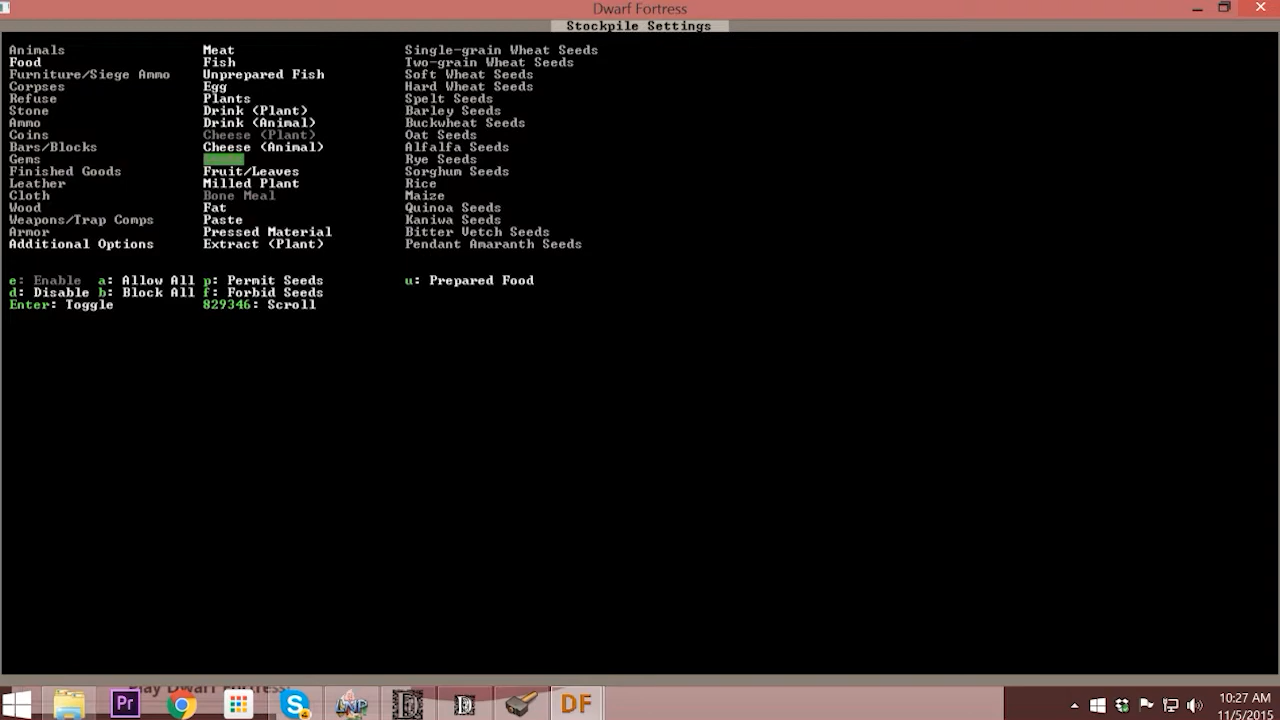 Dwarf Fortress
Stockpile Settings
Animals Meat Single-grain Wheat Seeds
Food Fish Two-grain Wheat Seeds
Furniture/Siege Ammo Unprepared Fish Soft Wheat Seeds
Corpses Egg Hard Wheat Seeds
Refuse Plants Spelt Seeds
Stone Drink (Plant) Barley Seeds
Ammo Drink (Animal) Buckwheat Seeds
Coins Cheese (Plant) Oat Seeds
Bars/Blocks Cheese (Animal) Alfalfa Seeds
Gems Rye Seeds
Finished Goods Fruit/Leaves Sorghum Seeds
Leather Milled Plant Rice
Cloth Bone Meal Maize
Wood Fat Quinoa Seeds
Weapons/Trap Comps Paste Kaniwa Seeds
Armor Pressed Material Bitter Vetch Seeds
Additional Options Extract (Plant) Pendant Amaranth Seeds
e: Enable a: Allow All p: Permit Seeds u: Prepared Food
d: Disable b: Block All f: Forbid Seeds
Enter: Toggle 829346: Scroll
Play Dwarf Fortress!
Pr
LNP
DF
10:27 AM
11/5/2015